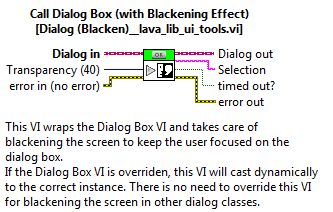 Call Dialog Box (with Blackening Effect)
[Dialog (Blacken)__lava_lib_ui_tools.vi]
Dialog in
Transparency (40)
error in (no error)
OK
Dialog out
Selection
timed out?
error out
This VI wraps the Dialog Box VI and takes care of
blackening the screen to keep the user focused on the
dialog box.
If the Dialog Box VI is overriden, this VI will cast dynamically
to the correct instance. There is no need to override this VI
for blackening the screen in other dialog classes.